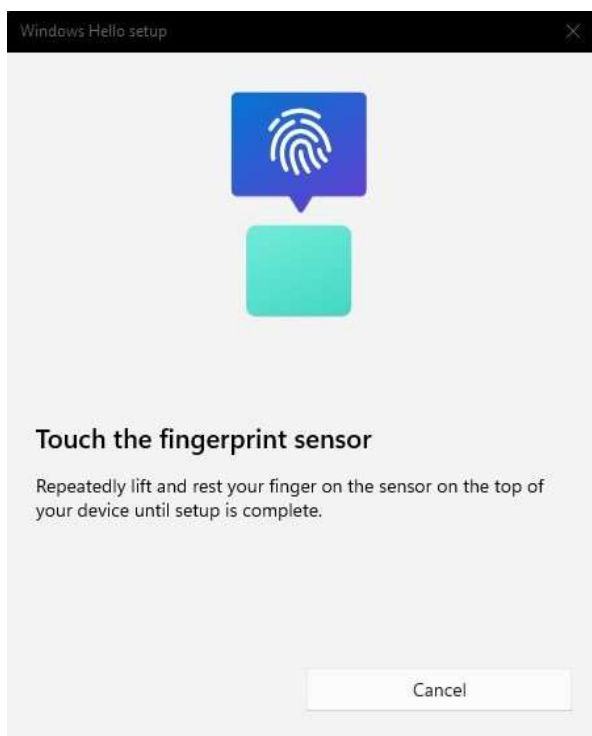 Windows Hello setup
Touch the fingerprint sensor
Repeatedly lift and rest your finger on the sensor on the top of
your device until setup is complete.
Cancel